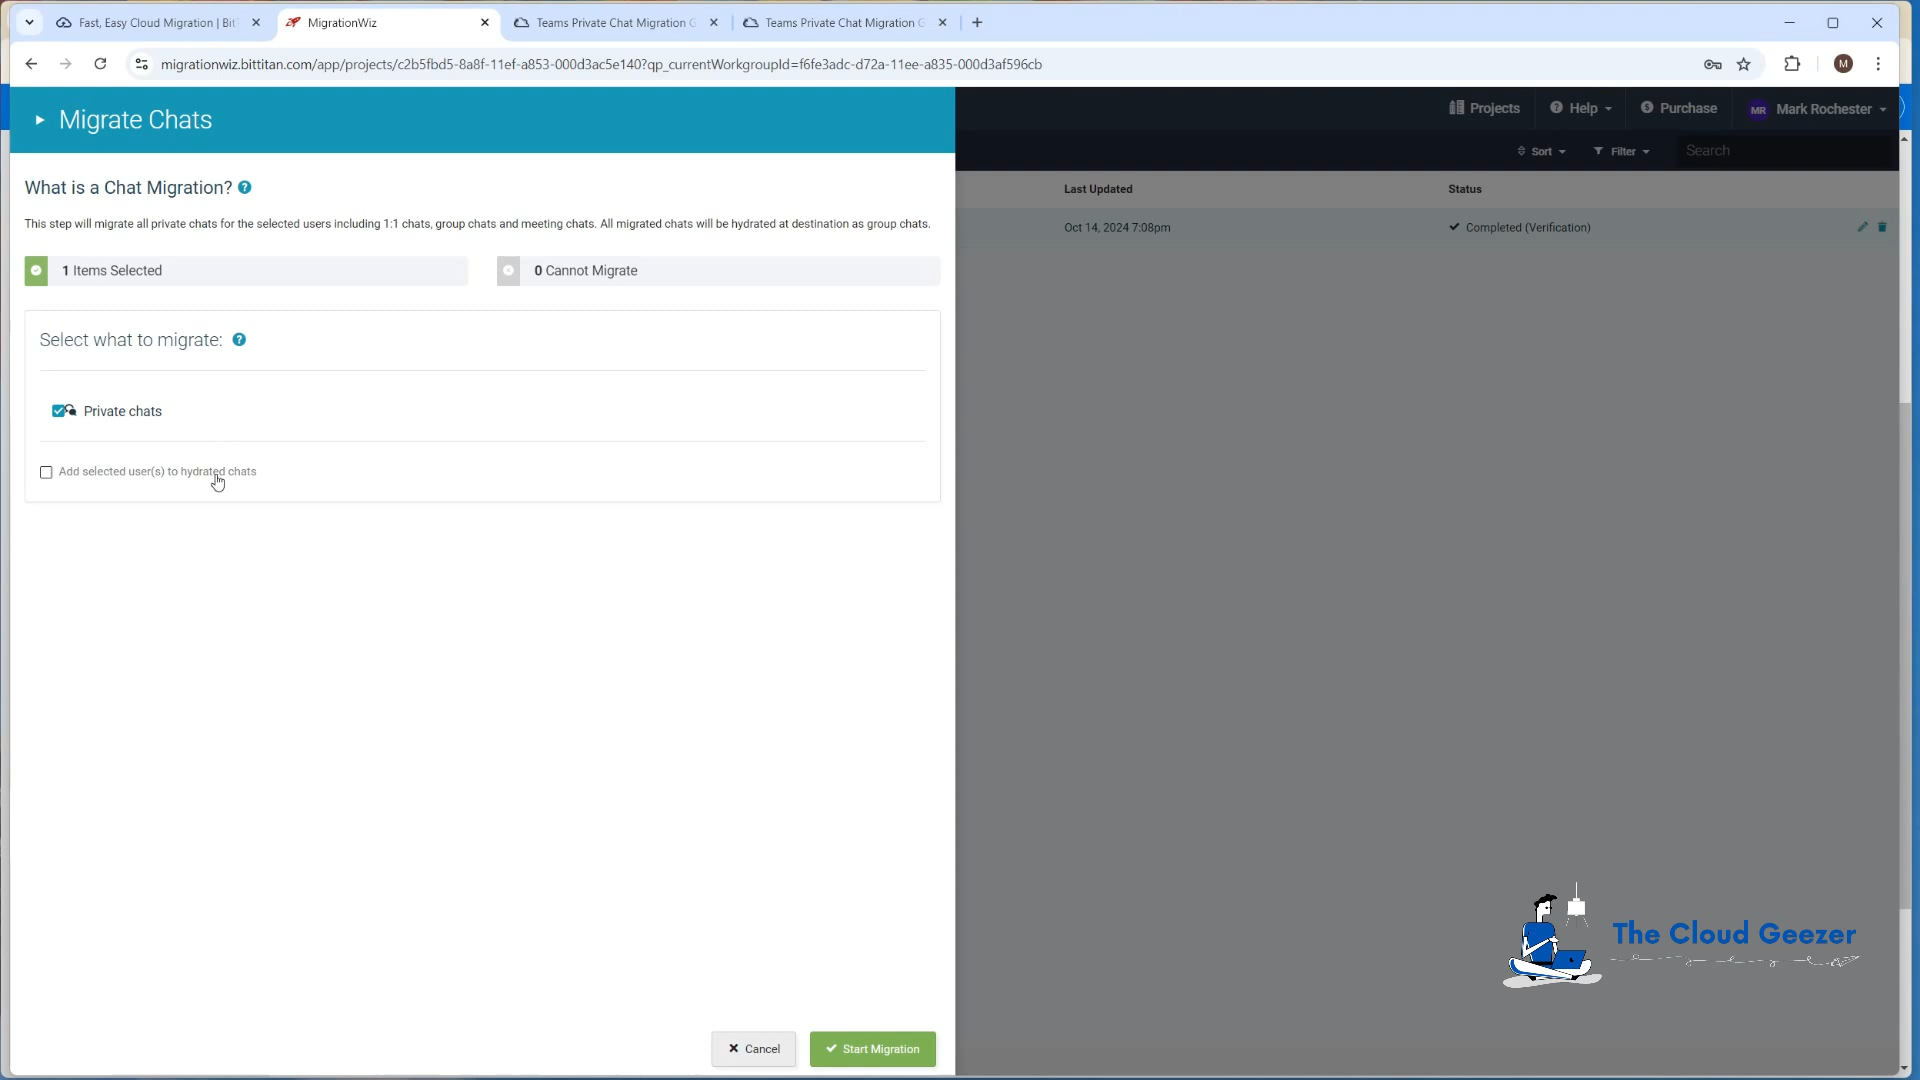 Fast, Easy Cloud Migration | Bit
MigrationWiz
Teams Private Chat Migration G
Teams Private Chat Migration G
migrationwiz.bittitan.com/app/projects/c2b5fbd5-8a8f-11ef-a853-000d3ac5e140?qp_currentWorkgroupId=f6fe3adc-d72a-11ee-a835-000d3af596cb
M
Migrate Chats
Projects
Help
Purchase
MR Mark Rochester
Sort
Filter
Search
What is a Chat Migration? ?
Last Updated
Status
This step will migrate all private chats for the selected users including 1:1 chats, group chats and meeting chats. All migrated chats will be hydrated at destination as group chats.
Oct 14, 2024 7:08pm
Completed (Verification)
1 Items Selected
0 Cannot Migrate
Select what to migrate: ?
Private chats
Add selected user(s) to hydrated chats
The Cloud Geezer
Cancel
Start Migration